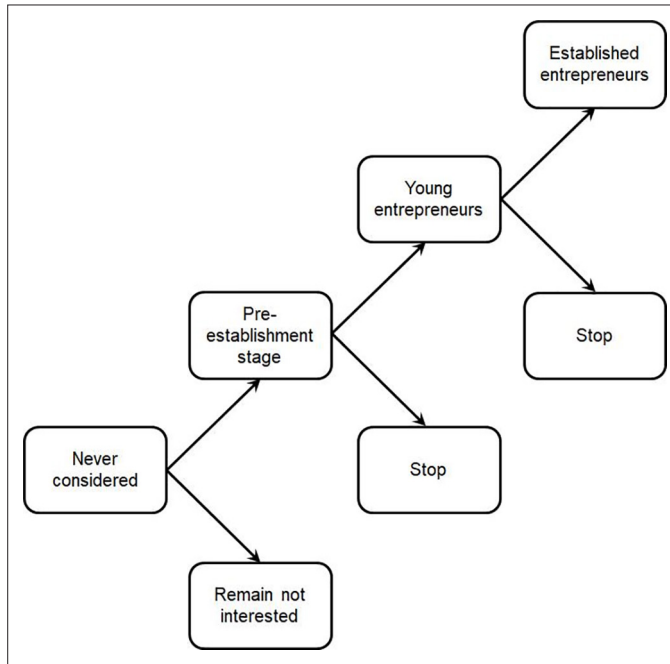 Established
entrepreneurs
Young
entrepreneurs
Pre-
establishment
stage
Stop
Never
considered
Stop
Remain not
interested